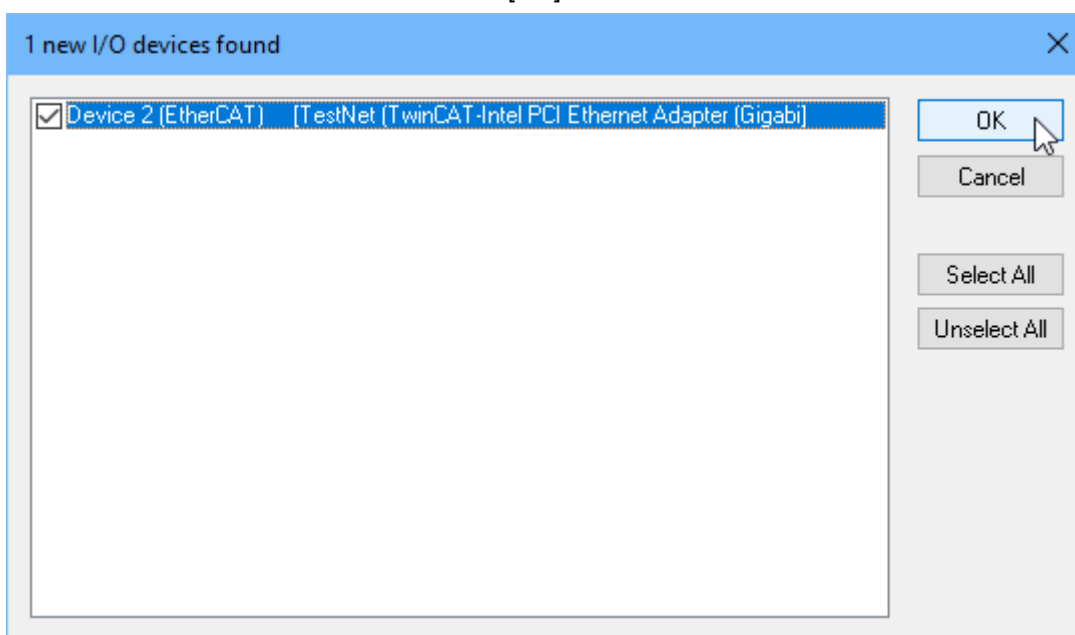 1 new I/O devices found
Device 2 (EtherCAT) [TestNet (TwinCAT-Intel PCI Ethernet Adapter (Gigabi]
OK
Cancel
Select All
Unselect All